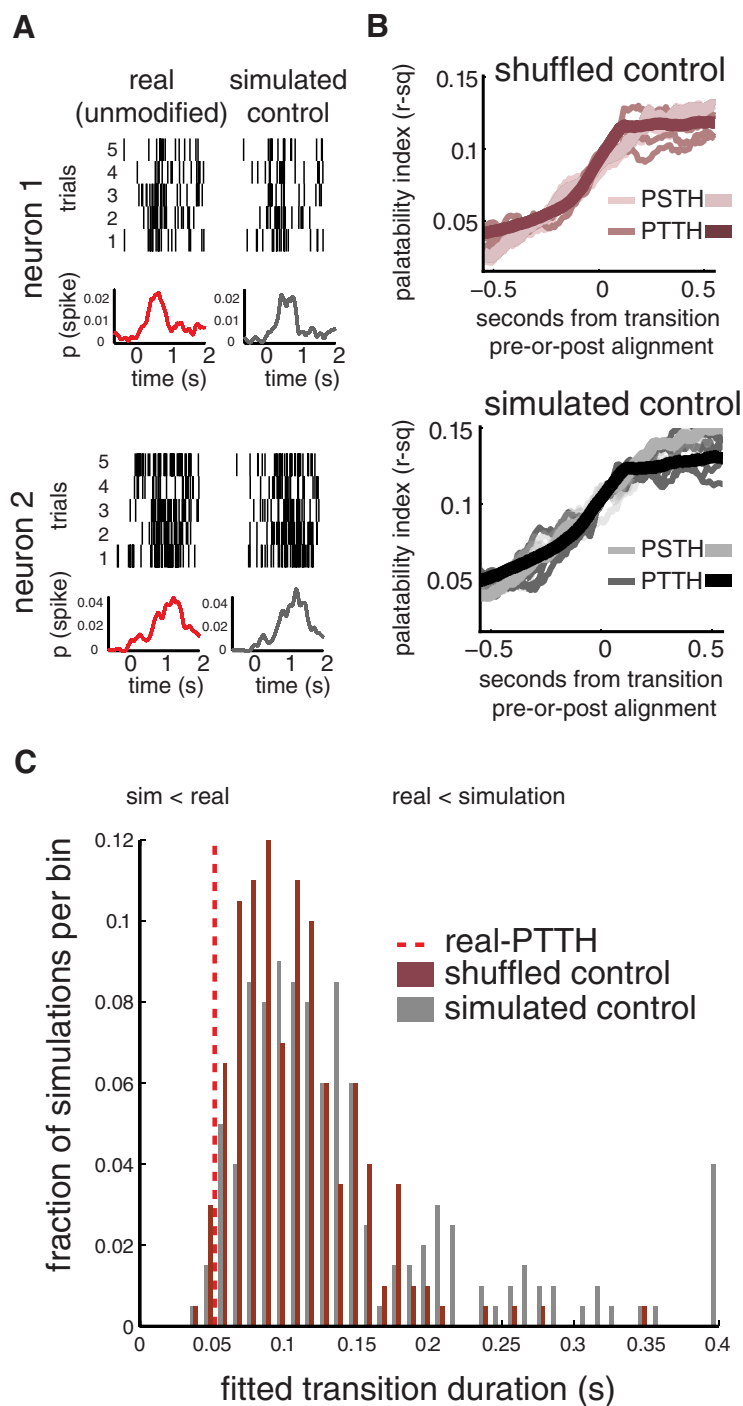 A
real
(unmodified)
simulated
control
neuron 1
trials
5
4
3
2
1
p (spike)
0.02
0.01
0
0.02
0.01
0
0 1 2
0 1 2
time (s)
time (s)
neuron 2
trials
5
4
3
2
1
p (spike)
0.04
0.02
0
0.04
0.02
0
0 1 2
0 1 2
time (s)
time (s)
B
shuffled control
palatability index (r-sq)
0.15
0.1
0.05
PSTH
PTTH
−0.5 0 0.5
seconds from transition
pre-or-post alignment
simulated control
palatability index (r-sq)
0.15
0.1
0.05
PSTH
PTTH
−0.5 0 0.5
seconds from transition
pre-or-post alignment
C
sim < real
real < simulation
fraction of simulations per bin
0.12
0.1
0.08
0.06
0.04
0.02
0
real-PTTH
shuffled control
simulated control
0 0.05 0.1 0.15 0.2 0.25 0.3 0.35 0.4
fitted transition duration (s)